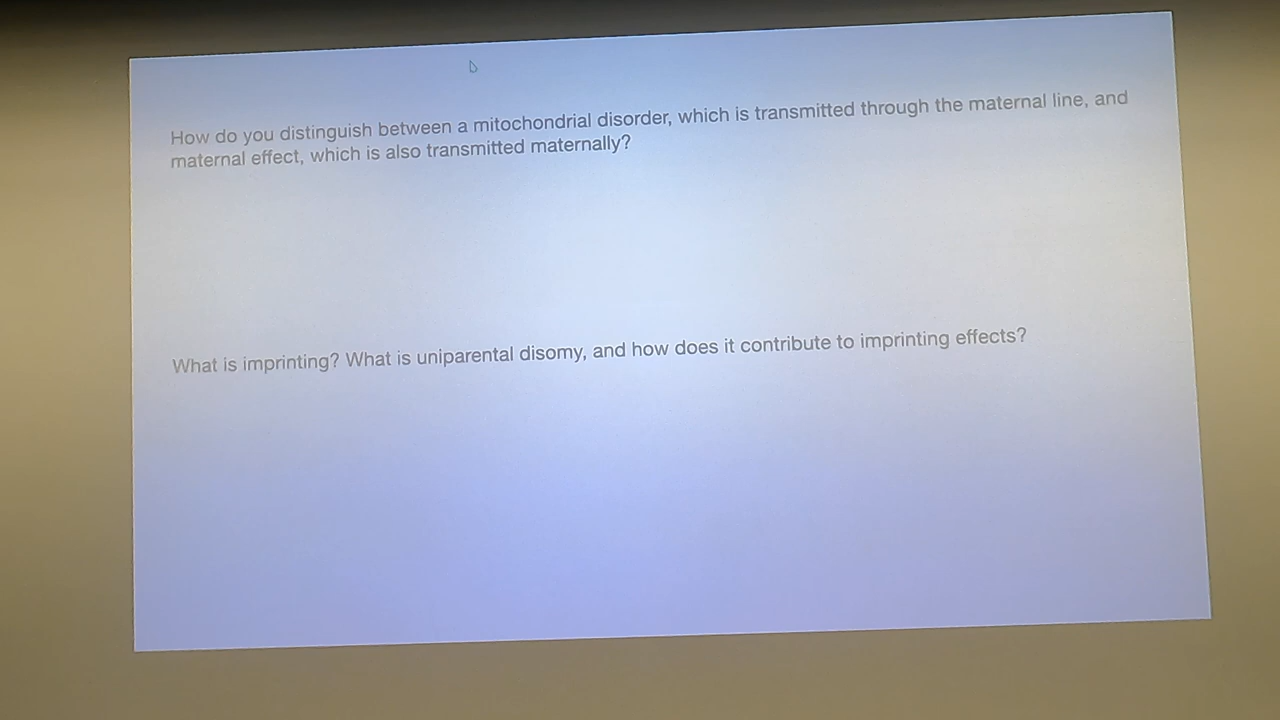 How do you distinguish between a mitochondrial disorder, which is transmitted through the maternal line, and
maternal effect, which is also transmitted maternally?
What is imprinting? What is uniparental disomy, and how does it contribute to imprinting effects?